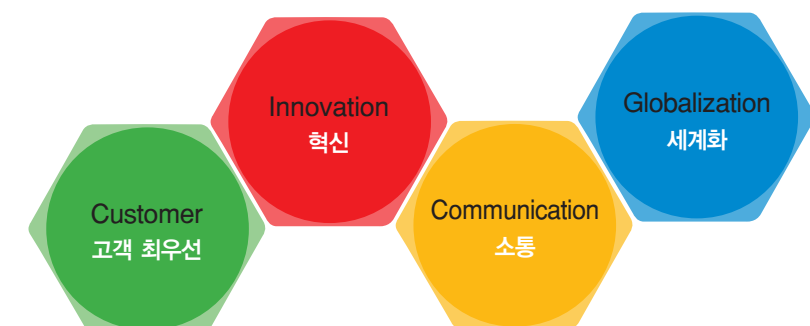 Customer
고객 최우선
Innovation
혁신
Communication
소통
Globalization
세계화